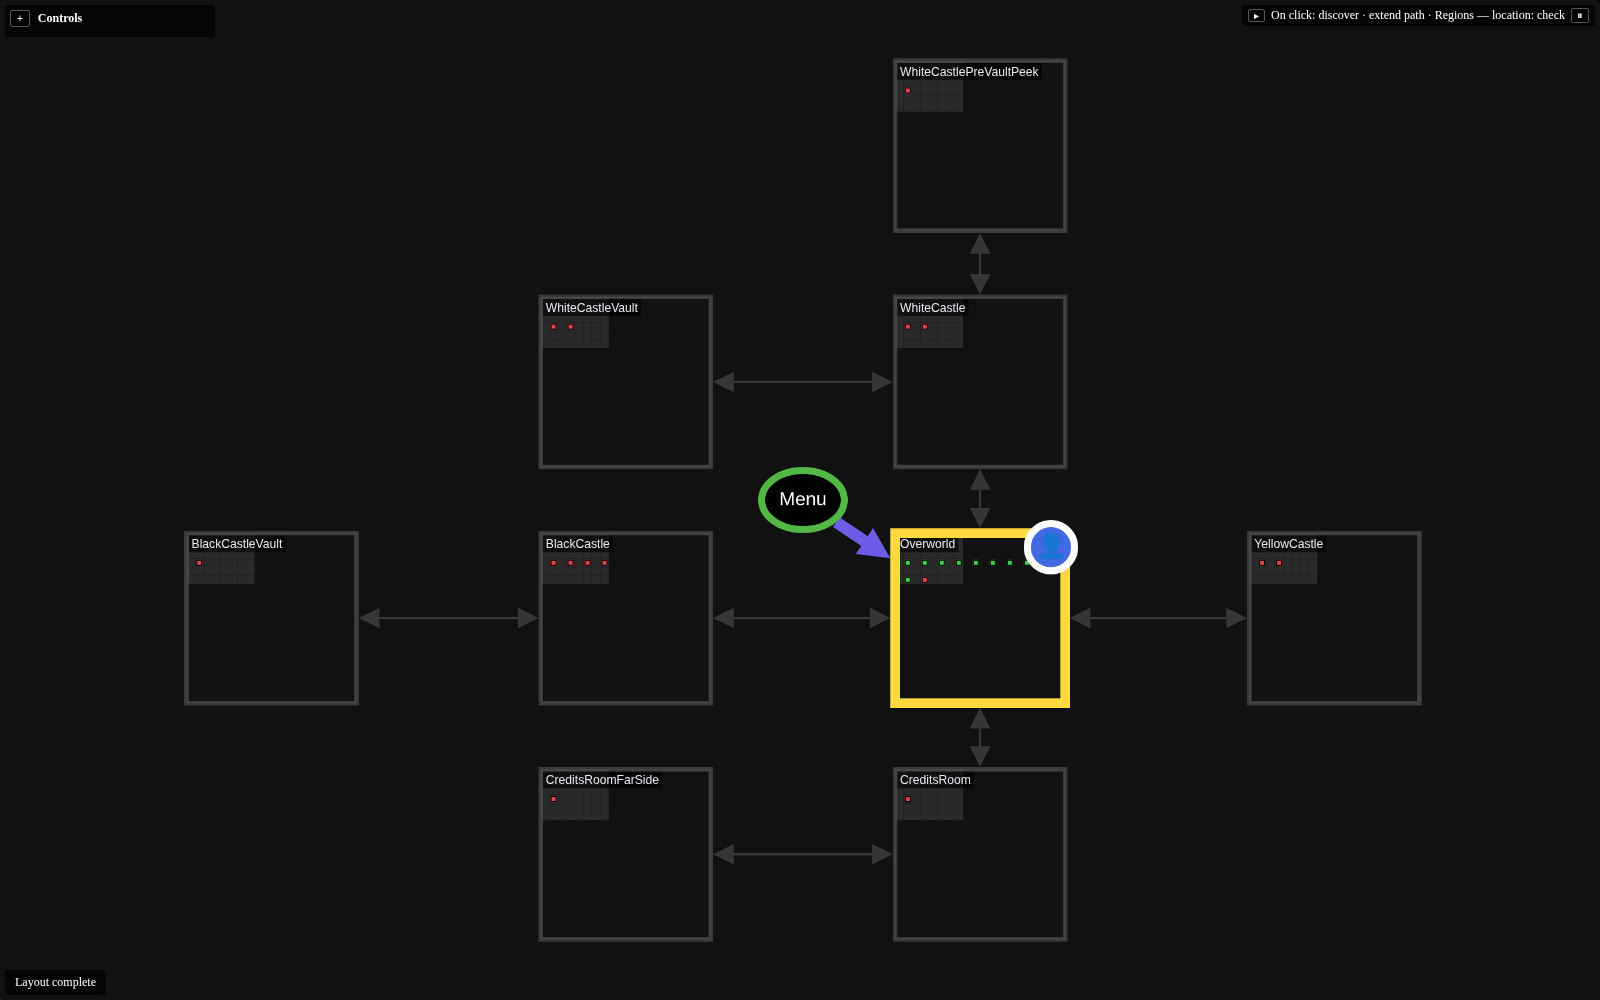 + Controls
On click: discover · extend path · Regions — location: check
WhiteCastlePreVaultPeek
WhiteCastleVault
WhiteCastle
Menu
BlackCastleVault
BlackCastle
Overworld
YellowCastle
CreditsRoomFarSide
CreditsRoom
Layout complete